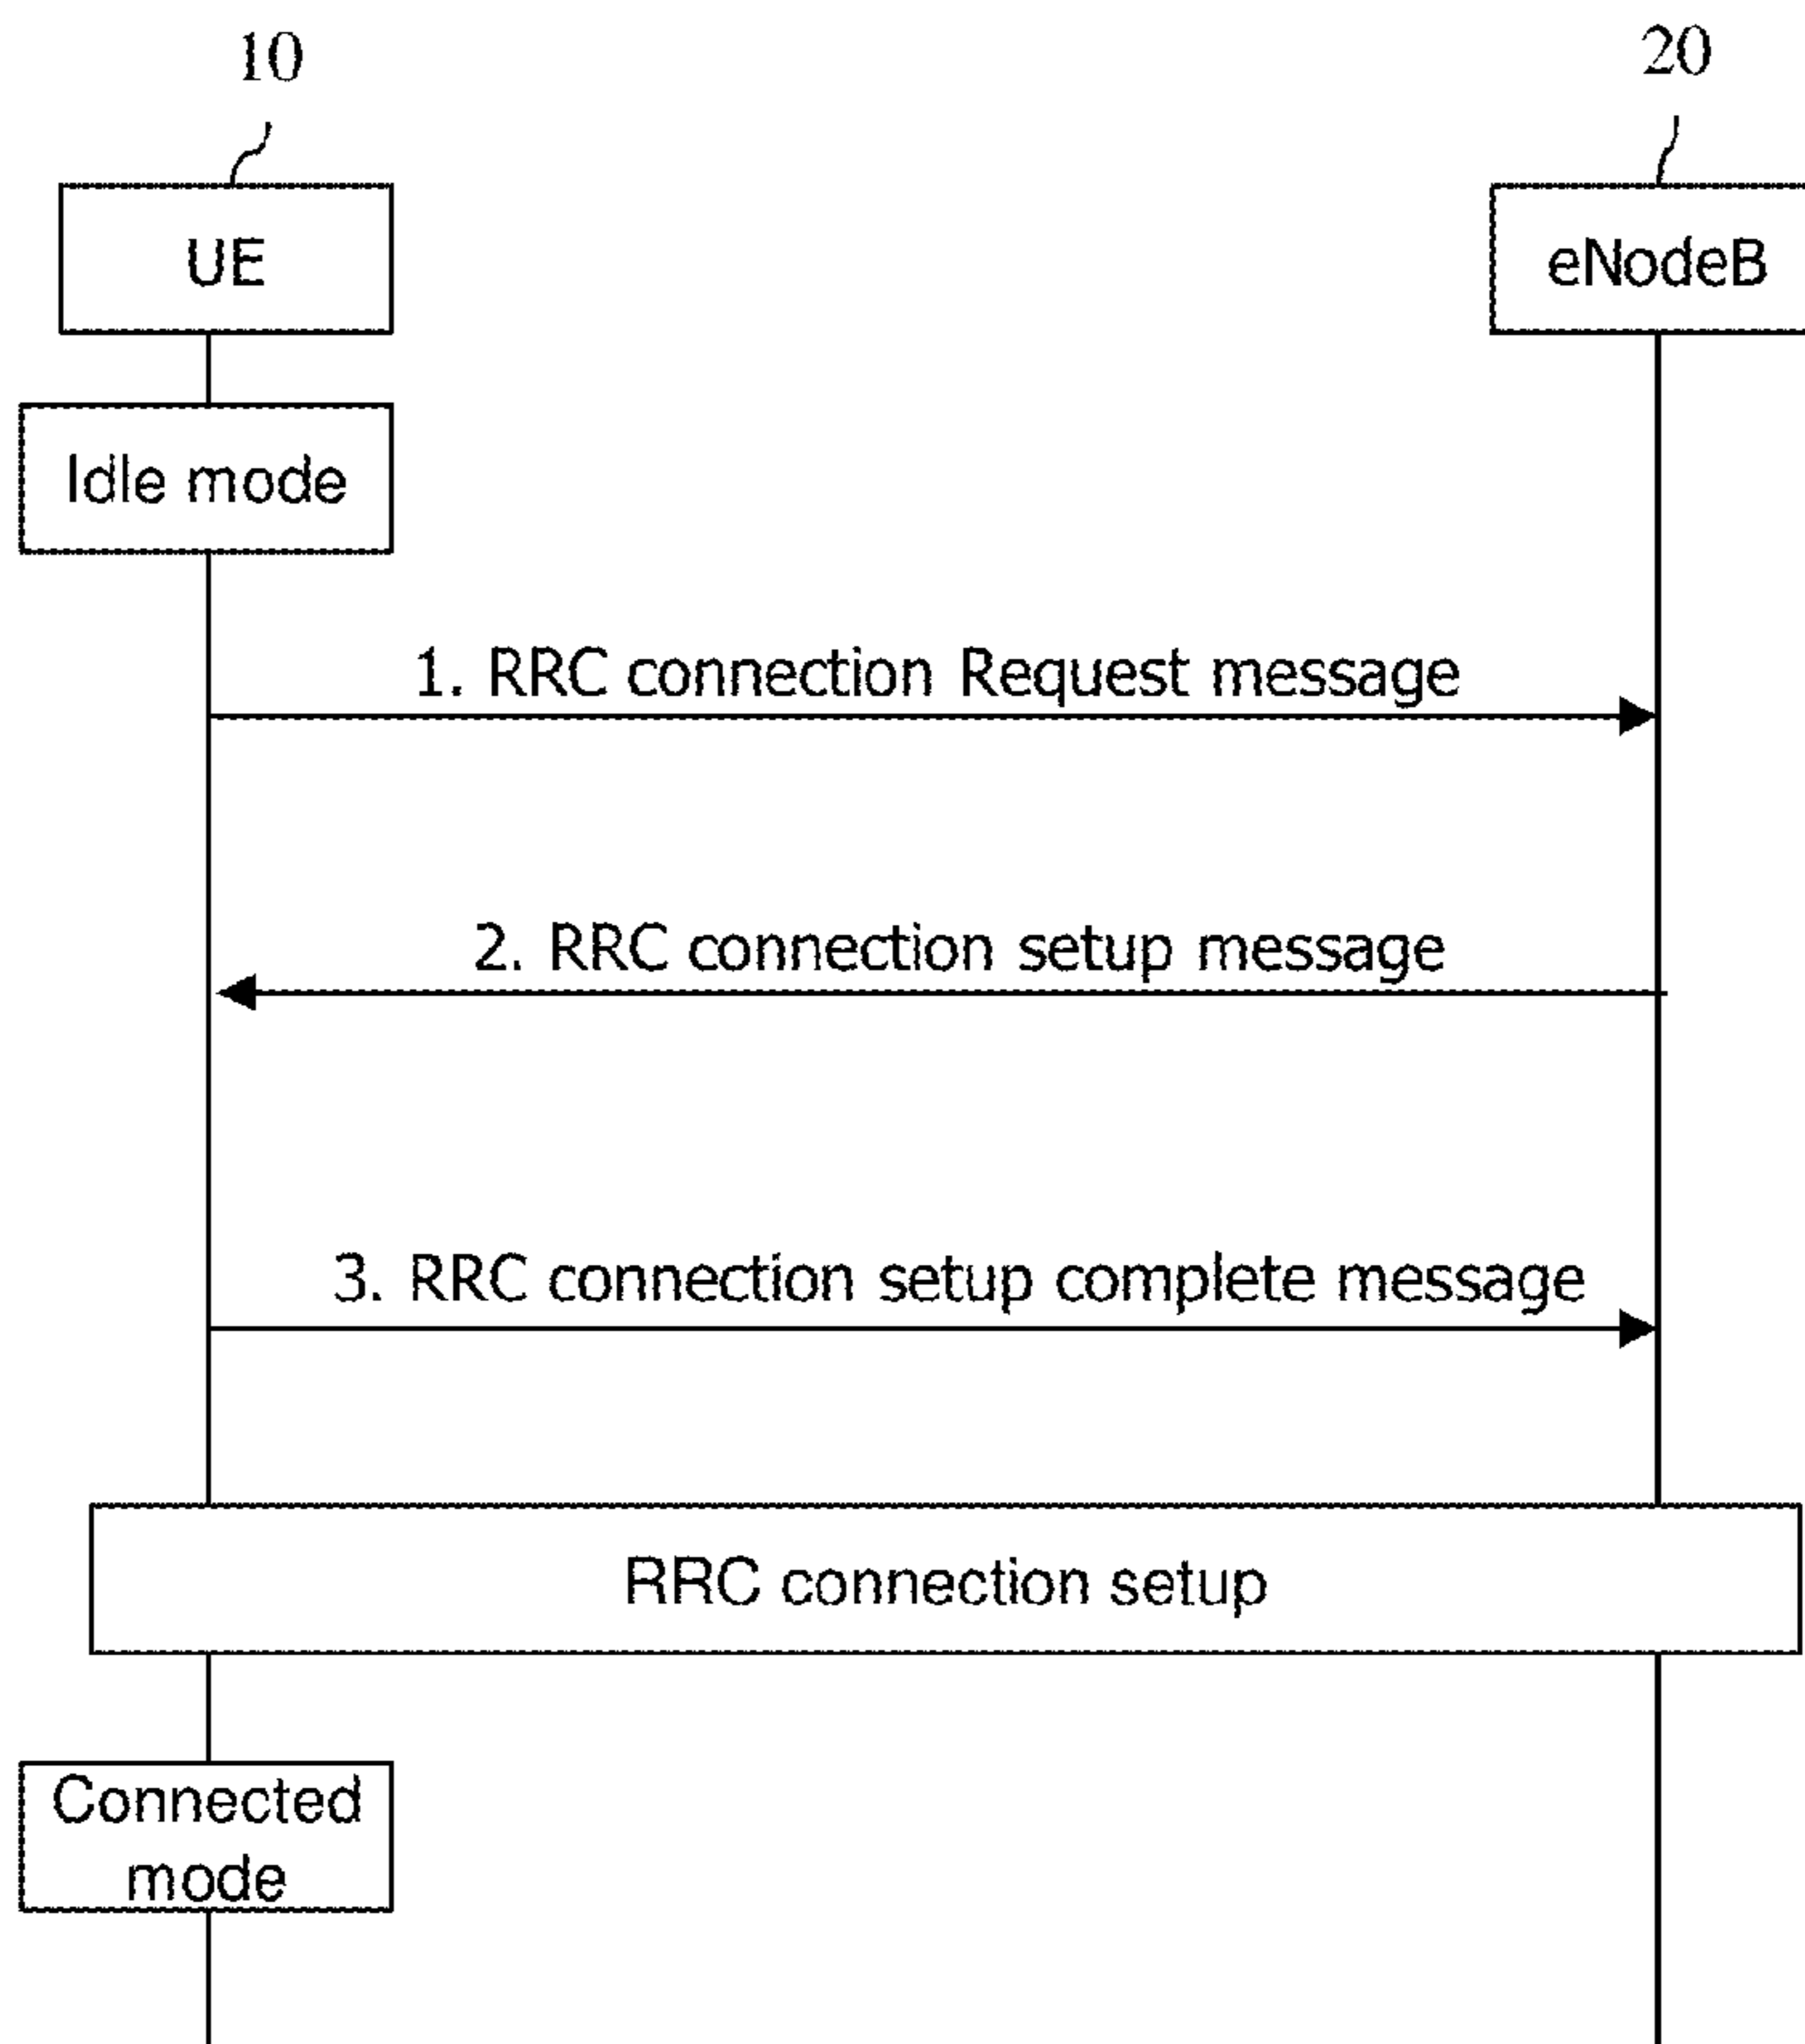 10
20
UE
eNodeB
Idle mode
1. RRC connection Request message
2. RRC connection setup message
3. RRC connection setup complete message
RRC connection setup
Connected
mode